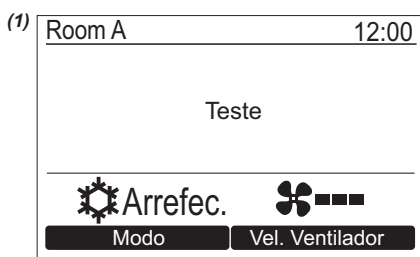 (1)
Room A 12:00
Teste
Arrefec.
Modo Vel. Ventilador